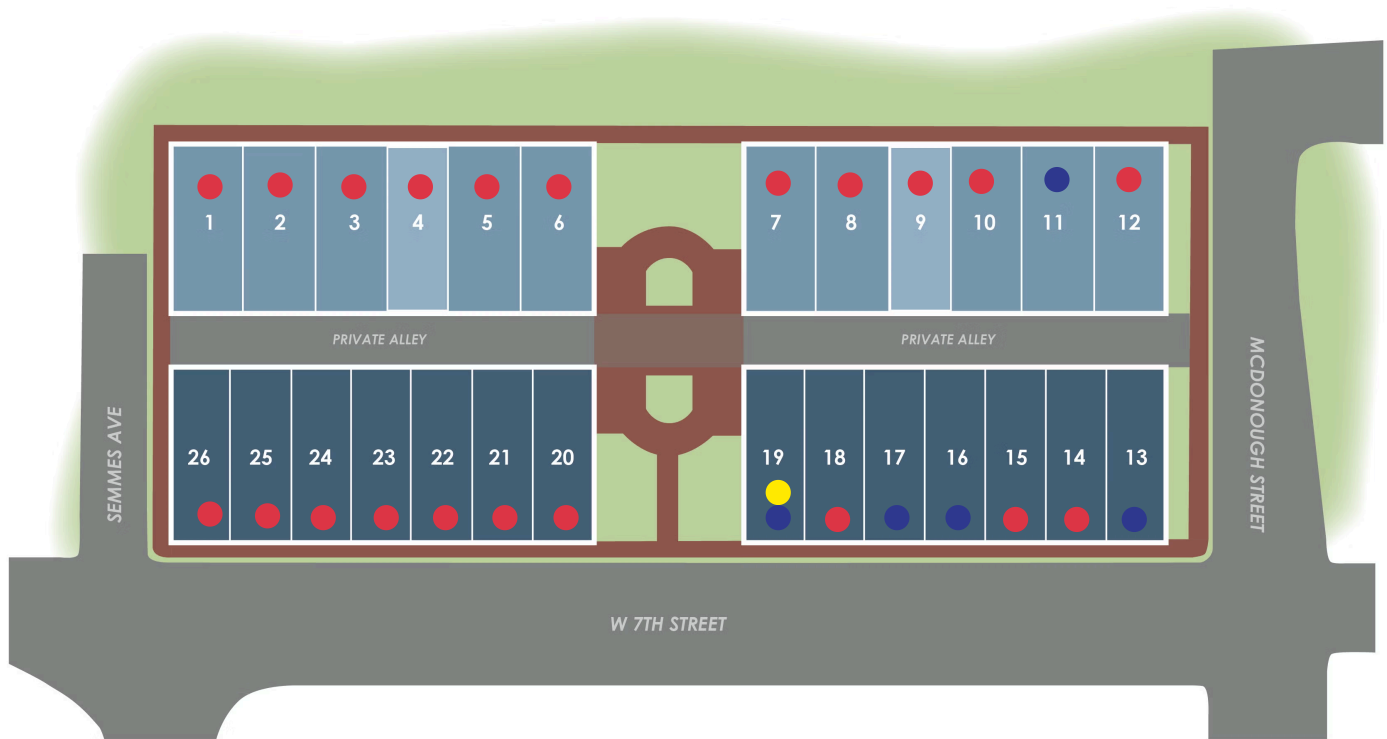 1 2 3 4 5 6 7 8 9 10 11 12
PRIVATE ALLEY PRIVATE ALLEY
26 25 24 23 22 21 20 19 18 17 16 15 14 13
SEMMES AVE
MCDONOUGH STREET
W 7TH STREET